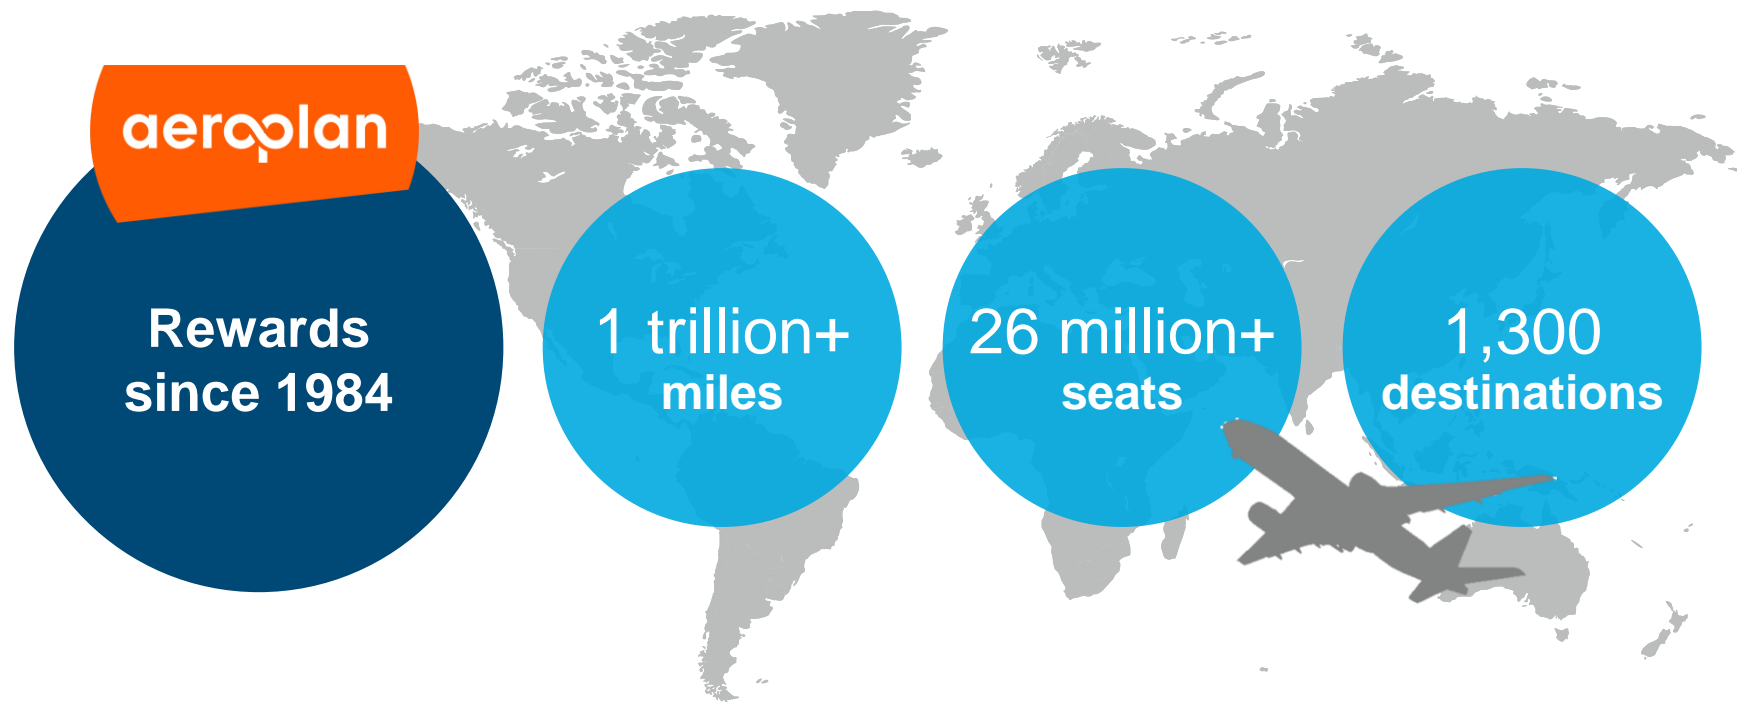 aeroplan
Rewards
since 1984
1 trillion+
miles
26 million+
seats
1,300
destinations